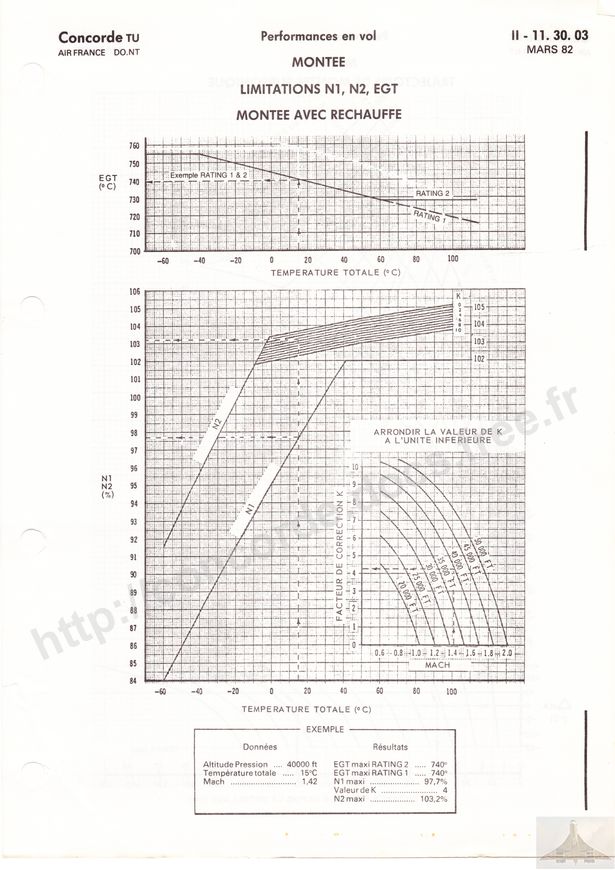 Concorde TU
AIR FRANCE DO.NT
Performances en vol
II - 11. 30. 03
MARS 82
MONTEE
LIMITATIONS N1, N2, EGT
MONTEE AVEC RECHAUFFE
EGT
(°C)
760
750
740
730
720
710
700
Exemple RATING 1 & 2
RATING 2
RATING 1
-60 -40 -20 0 20 40 60 80 100
TEMPERATURE TOTALE (°C)
N1
N2
(%)
106
105
104
103
102
101
100
99
98
97
96
95
94
93
92
91
90
89
88
87
86
85
84
N2
N1
K
0
2
4
6
8
10
105
104
103
102
ARRONDIR LA VALEUR DE K
A L'UNITE INFERIEURE
FACTEUR DE CORRECTION K
10
9
8
7
6
5
4
3
2
1
0
20 000 FT
25 000 FT
30 000 FT
35 000 FT
40 000 FT
45 000 FT
50 000 FT
0.6 0.8 1.0 1.2 1.4 1.6 1.8 2.0
MACH
-60 -40 -20 0 20 40 60 80 100
TEMPERATURE TOTALE (°C)
EXEMPLE
Données
Altitude Pression .... 40000 ft
Température totale ..... 15°C
Mach ............................ 1,42
Résultats
EGT maxi RATING 2 ..... 740°
EGT maxi RATING 1 ..... 740°
N1 maxi ..................... 97,7%
Valeur de K ........................ 4
N2 maxi .................... 103,2%